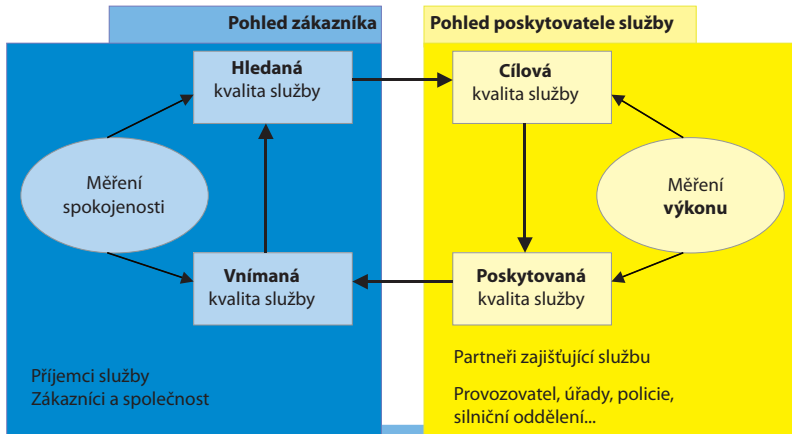 Pohled zákazníka
Hledaná
kvalita služby
Měření
spokojenosti
Vnímaná
kvalita služby
Příjemci služby
Zákazníci a společnost
Pohled poskytovatele služby
Cílová
kvalita služby
Měření
výkonu
Poskytovaná
kvalita služby
Partneři zajišťující službu
Provozovatel, úřady, policie,
silniční oddělení...